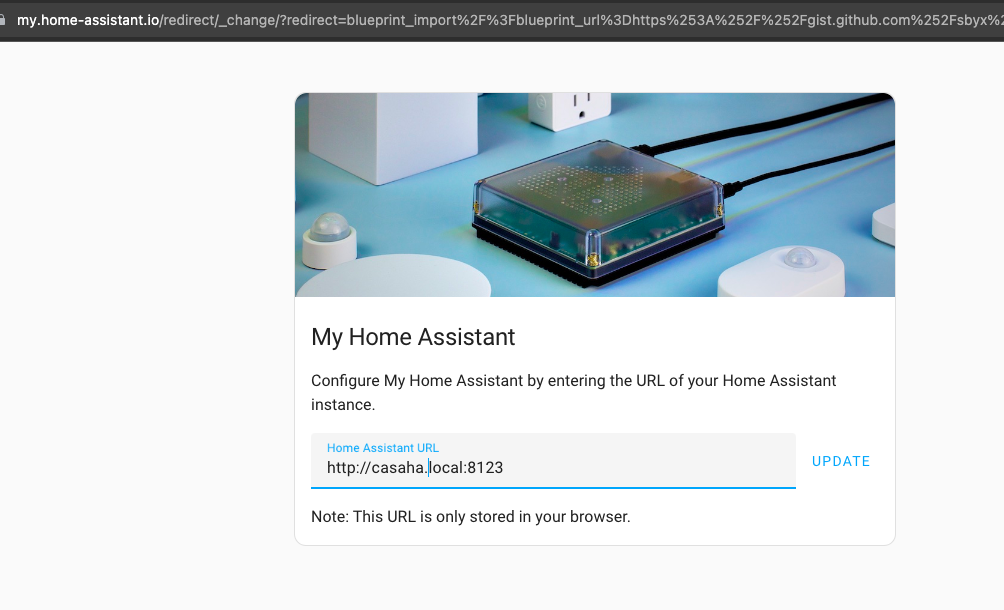 my.home-assistant.io/redirect/_change/?redirect=blueprint_import%2F%3Fblueprint_url%3Dhttps%253A%252F%252Fgist.github.com%252Fsbyx%2
My Home Assistant
Configure My Home Assistant by entering the URL of your Home Assistant
instance.
Home Assistant URL
http://casaha.local:8123
UPDATE
Note: This URL is only stored in your browser.